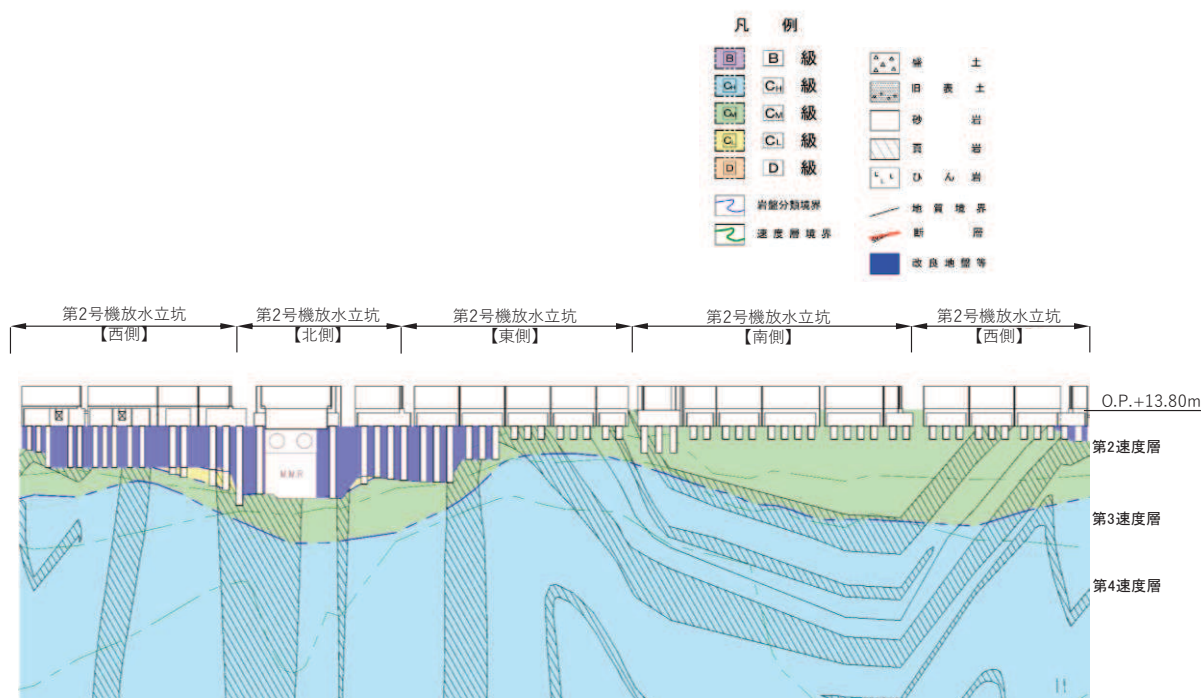 凡 例
B B 級
CH CH 級
CM CM 級
CL CL 級
D D 級
岩盤分類境界
速度層境界
盛 土
旧 表 土
砂 岩
頁 岩
ひ ん 岩
地 質 境 界
断 層
改 良 地 盤 等
第2号機放水立坑
【西側】
第2号機放水立坑
【北側】
第2号機放水立坑
【東側】
第2号機放水立坑
【南側】
第2号機放水立坑
【西側】
O.P.+13.80m
第2速度層
第3速度層
第4速度層
MMR